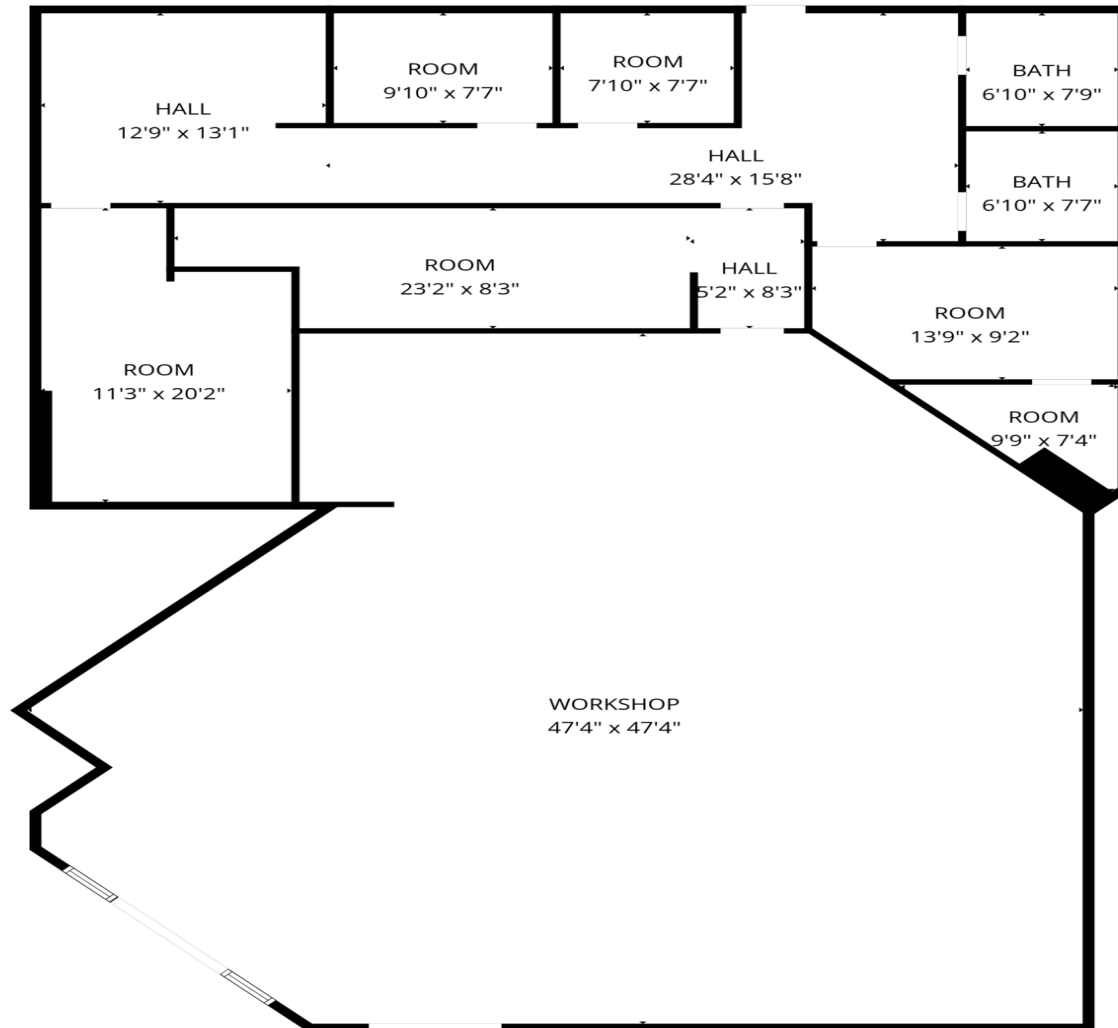 ROOM
9'10" x 7'7"
ROOM
7'10" x 7'7"
BATH
6'10" x 7'9"
HALL
12'9" x 13'1"
HALL
28'4" x 15'8"
BATH
6'10" x 7'7"
ROOM
23'2" x 8'3"
HALL
5'2" x 8'3"
ROOM
13'9" x 9'2"
ROOM
11'3" x 20'2"
ROOM
9'9" x 7'4"
WORKSHOP
47'4" x 47'4"